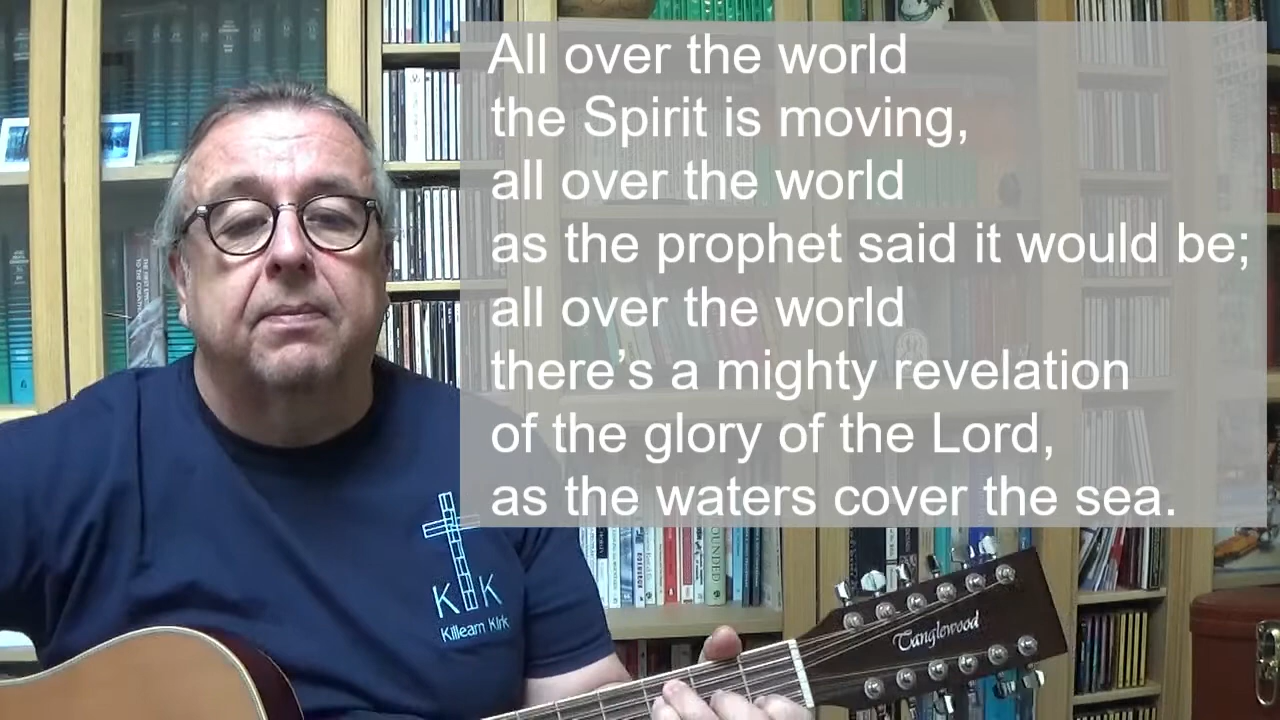 All over the world
the Spirit is moving,
all over the world
as the prophet said it would be;
all over the world
there's a mighty revelation
of the glory of the Lord,
as the waters cover the sea.
K K
Killearn Kirk
Tanglewood